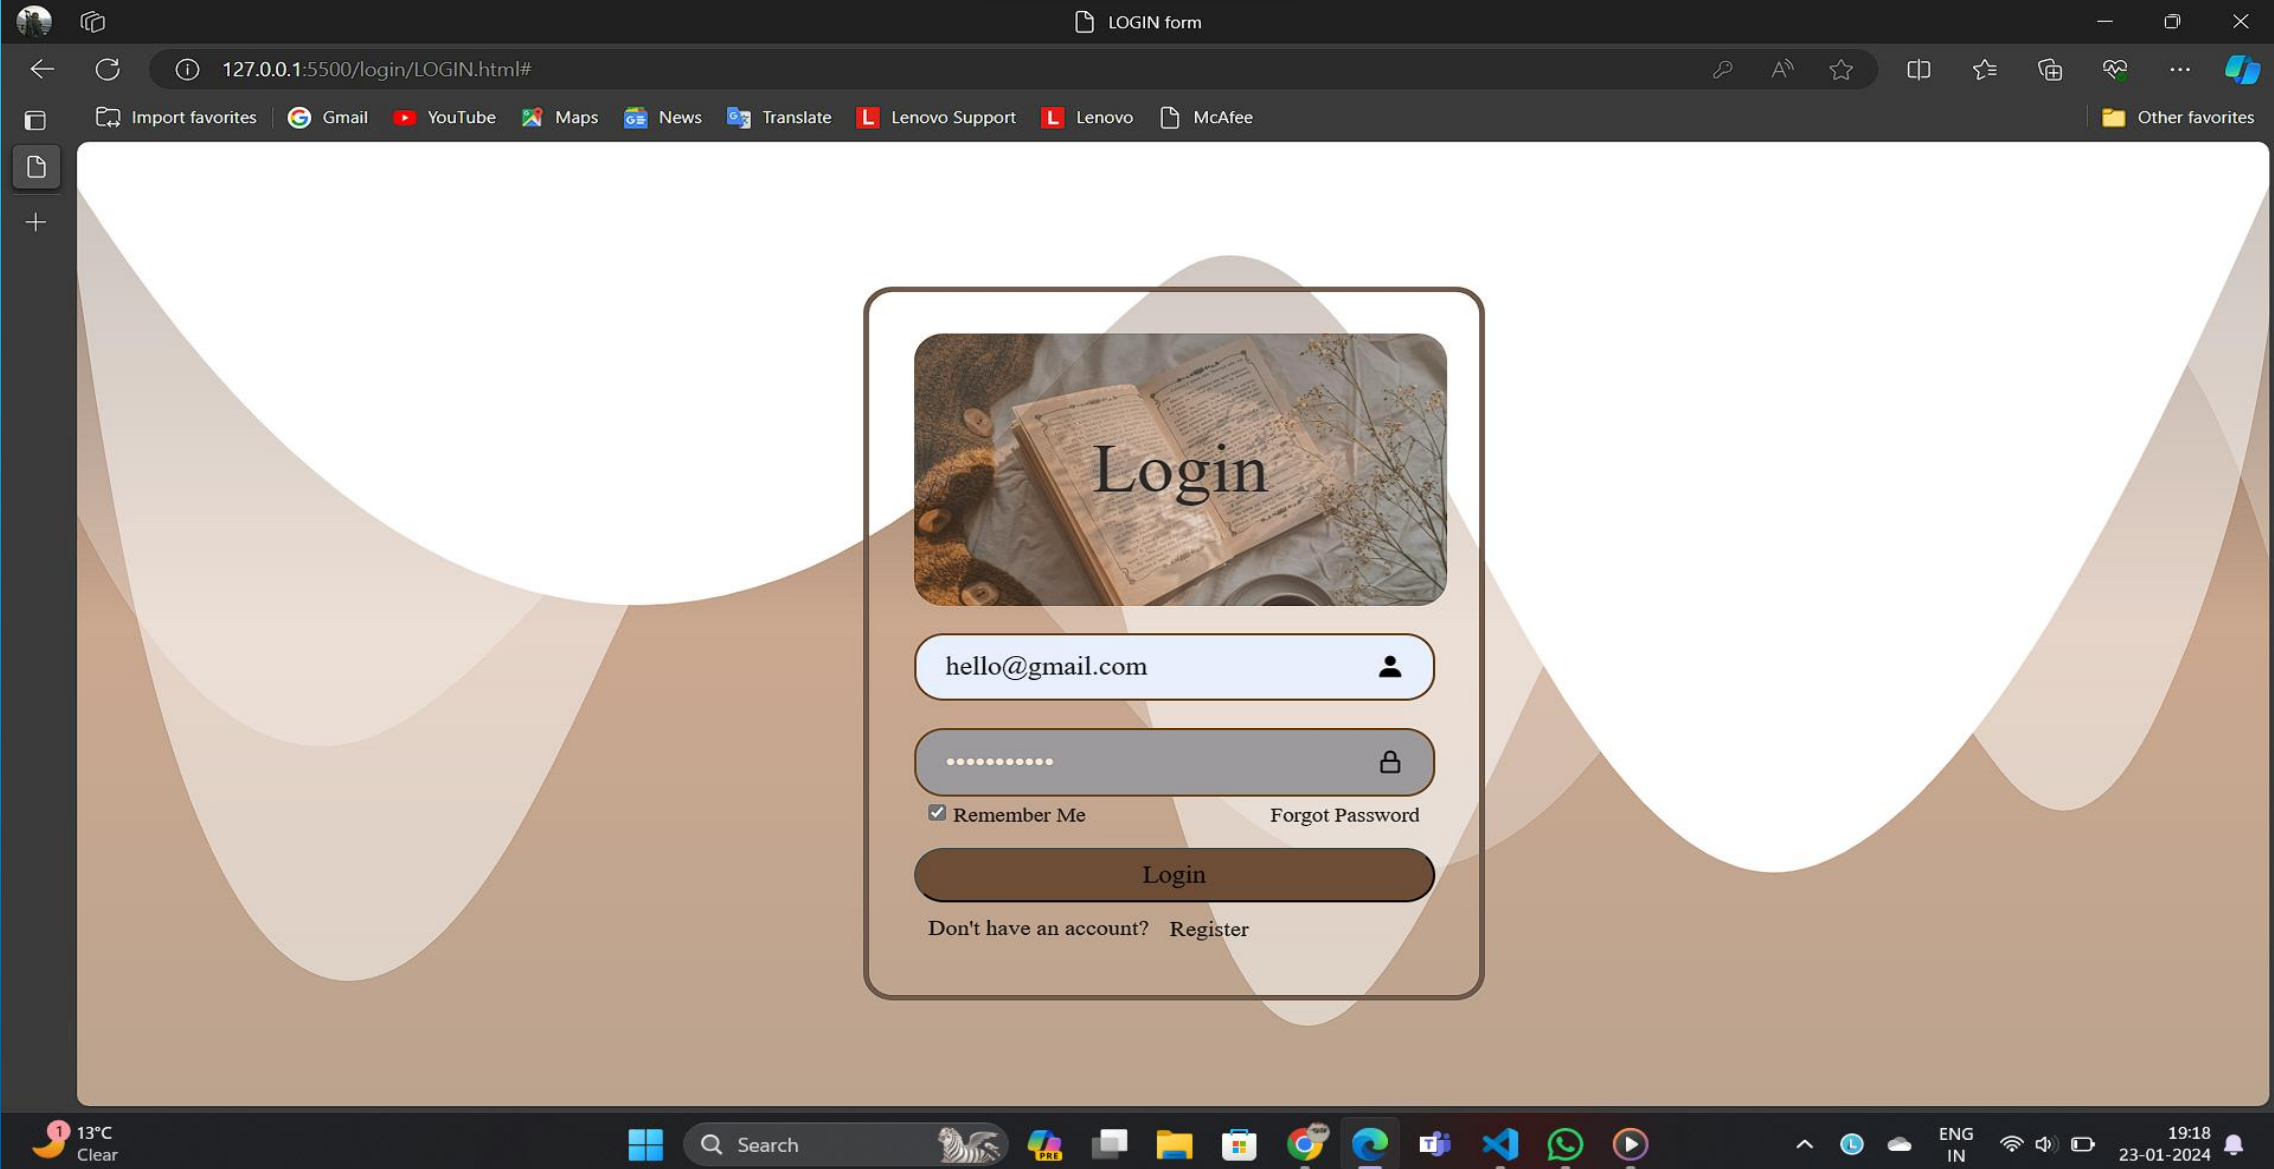 LOGIN form
127.0.0.1:5500/login/LOGIN.html#
Import favorites Gmail YouTube Maps News Translate L Lenovo Support L Lenovo McAfee Other favorites
Login
hello@gmail.com
•••••••••••
Remember Me Forgot Password
Login
Don't have an account? Register
1 13°C
Clear
Search
PRE
ENG
IN
19:18
23-01-2024